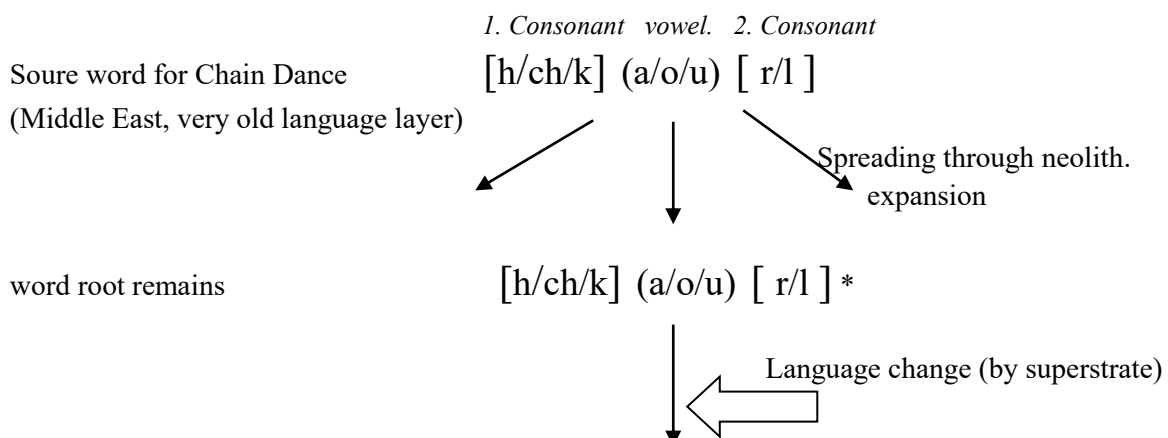 1. Consonant vowel. 2. Consonant
Soure word for Chain Dance [h/ch/k] (a/o/u) [ r/l ]
(Middle East, very old language layer)
Spreading through neolith.
expansion
word root remains [h/ch/k] (a/o/u) [ r/l ] *
Language change (by superstrate)